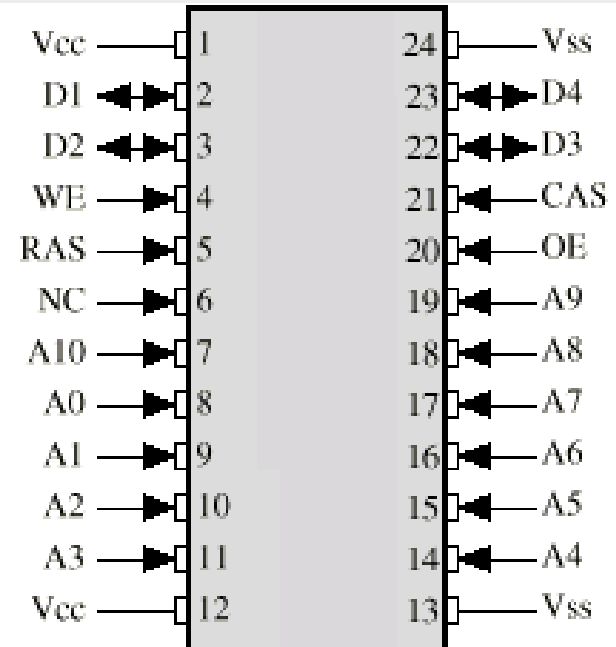 Vcc 1 24 Vss
D1 2 23 D4
D2 3 22 D3
WE 4 21 CAS
RAS 5 20 OE
NC 6 19 A9
A10 7 18 A8
A0 8 17 A7
A1 9 16 A6
A2 10 15 A5
A3 11 14 A4
Vcc 12 13 Vss